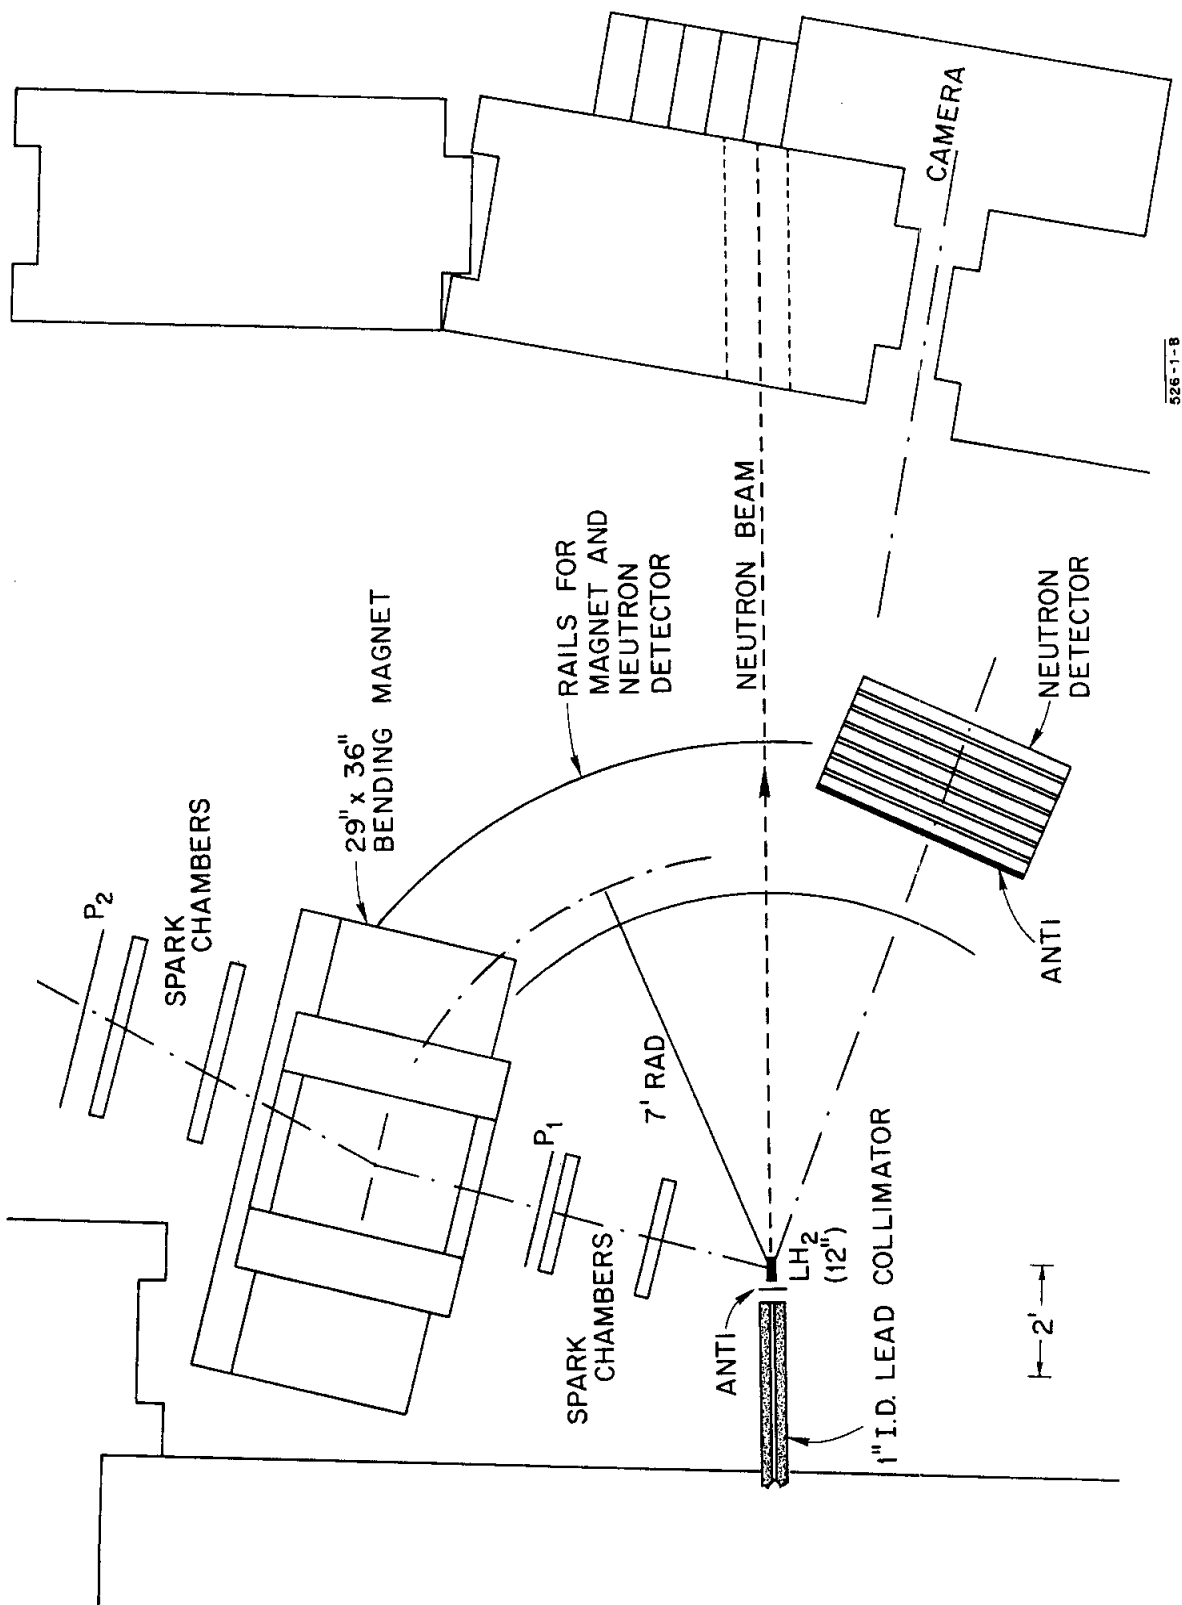 P2
SPARK
CHAMBERS
29" x 36"
BENDING MAGNET
RAILS FOR
MAGNET AND
NEUTRON
DETECTOR
CAMERA
NEUTRON BEAM
P1
7' RAD
SPARK
CHAMBERS
ANTI
LH2
(12")
1" I.D. LEAD COLLIMATOR
2'
ANTI
NEUTRON
DETECTOR
526-1-B